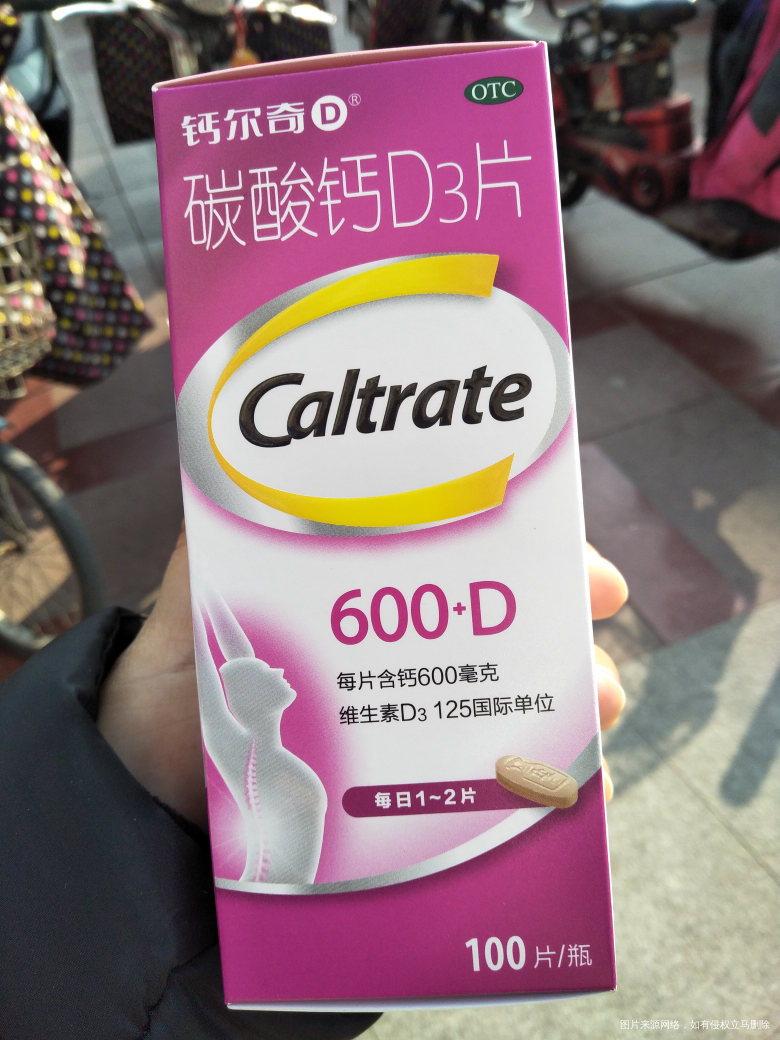 OTC
钙尔奇D®
碳酸钙D3片
Caltrate
600+D
每片含钙600毫克
维生素D3 125国际单位
每日1~2片
100片/瓶
图片来源网络，如有侵权立马删除